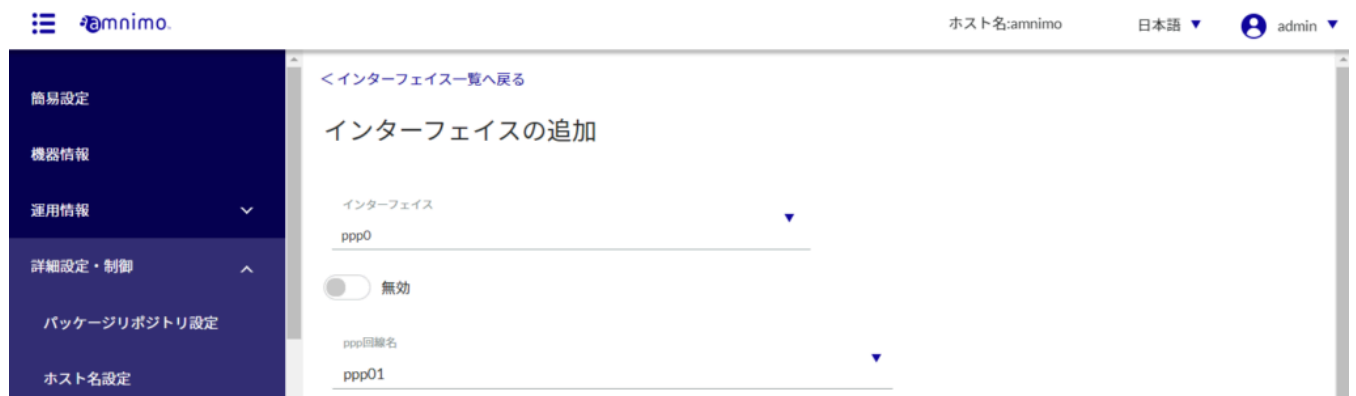 amnimo
ホスト名:amnimo
日本語 ▼
admin ▼
簡易設定
機器情報
運用情報
詳細設定・制御
パッケージリポジトリ設定
ホスト名設定
<インターフェイス一覧へ戻る
インターフェイスの追加
インターフェイス
ppp0
無効
ppp回線名
ppp01